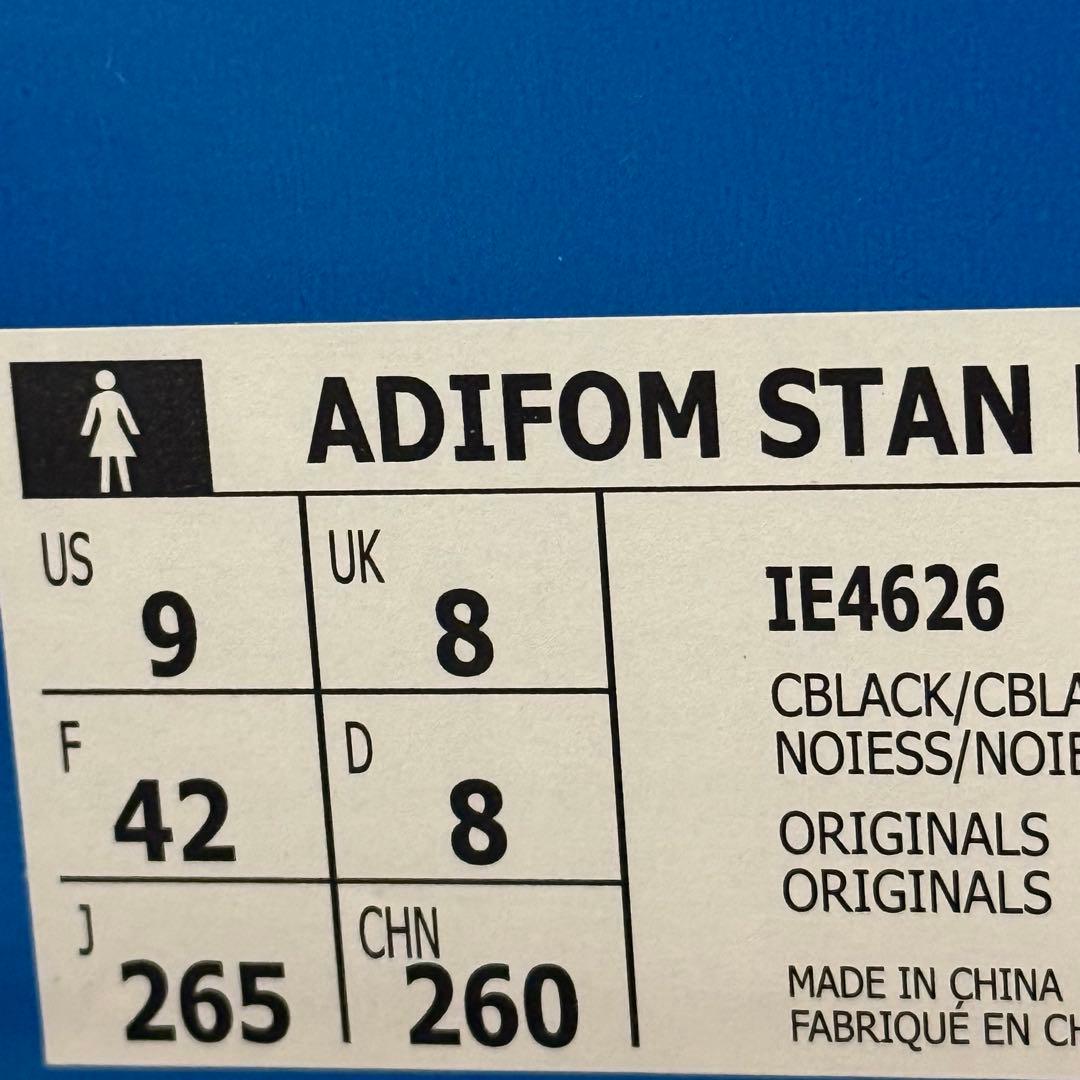 ADIFOM STAN
US
9
UK
8
F
42
D
8
J
265
CHN
260
IE4626
CBLACK/CBLA
NOIESS/NOIE
ORIGINALS
ORIGINALS
MADE IN CHINA
FABRIQUÉ EN CH